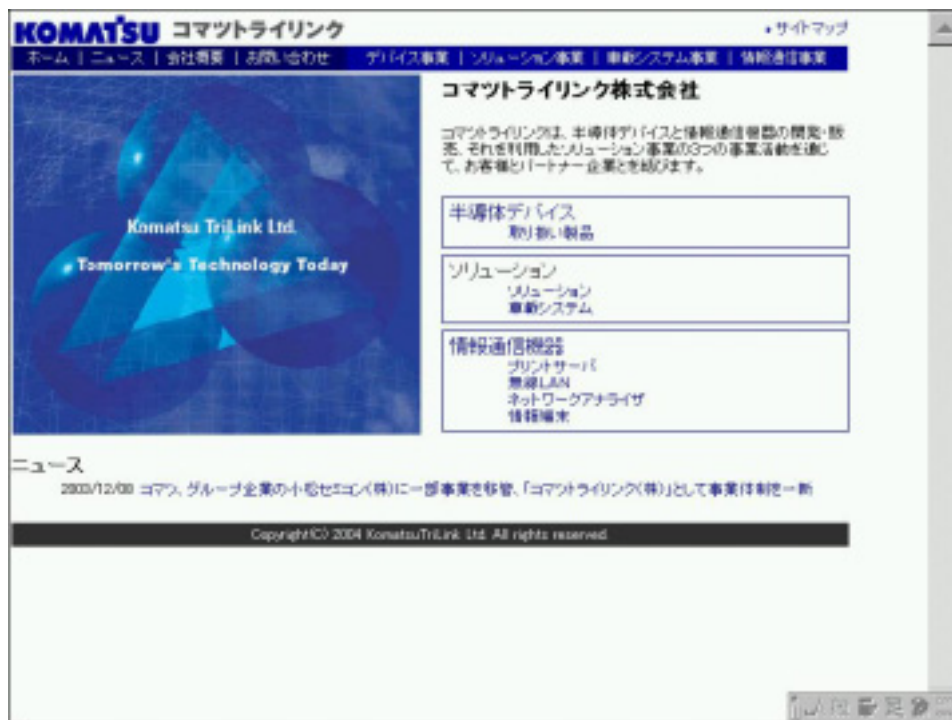 KOMATSU コマツトライリンク
サイトマップ
ホーム | ニュース | 会社概要 | お問い合わせ デバイス事業 | ソリューション事業 | 車載システム事業 | 情報通信事業
コマツトライリンク株式会社
コマツトライリンクは、半導体デバイスと情報通信機器の開発・販
売、それを利用したソリューション事業の3つの事業活動を通じ
て、お客様とパートナー企業とを結びます。
Komatsu TriLink Ltd.
Tomorrow's Technology Today
半導体デバイス
取り扱い製品
ソリューション
ソリューション
車載システム
情報通信機器
プリントサーバ
無線LAN
ネットワークアナライザ
情報端末
ニュース
コマツ、グループ企業の小松セミコン(株)に一部事業を移管、「コマツトライリンク(株)」として事業体制を一新
Copyright(C) 2004 KomatsuTriLink Ltd. All rights reserved.